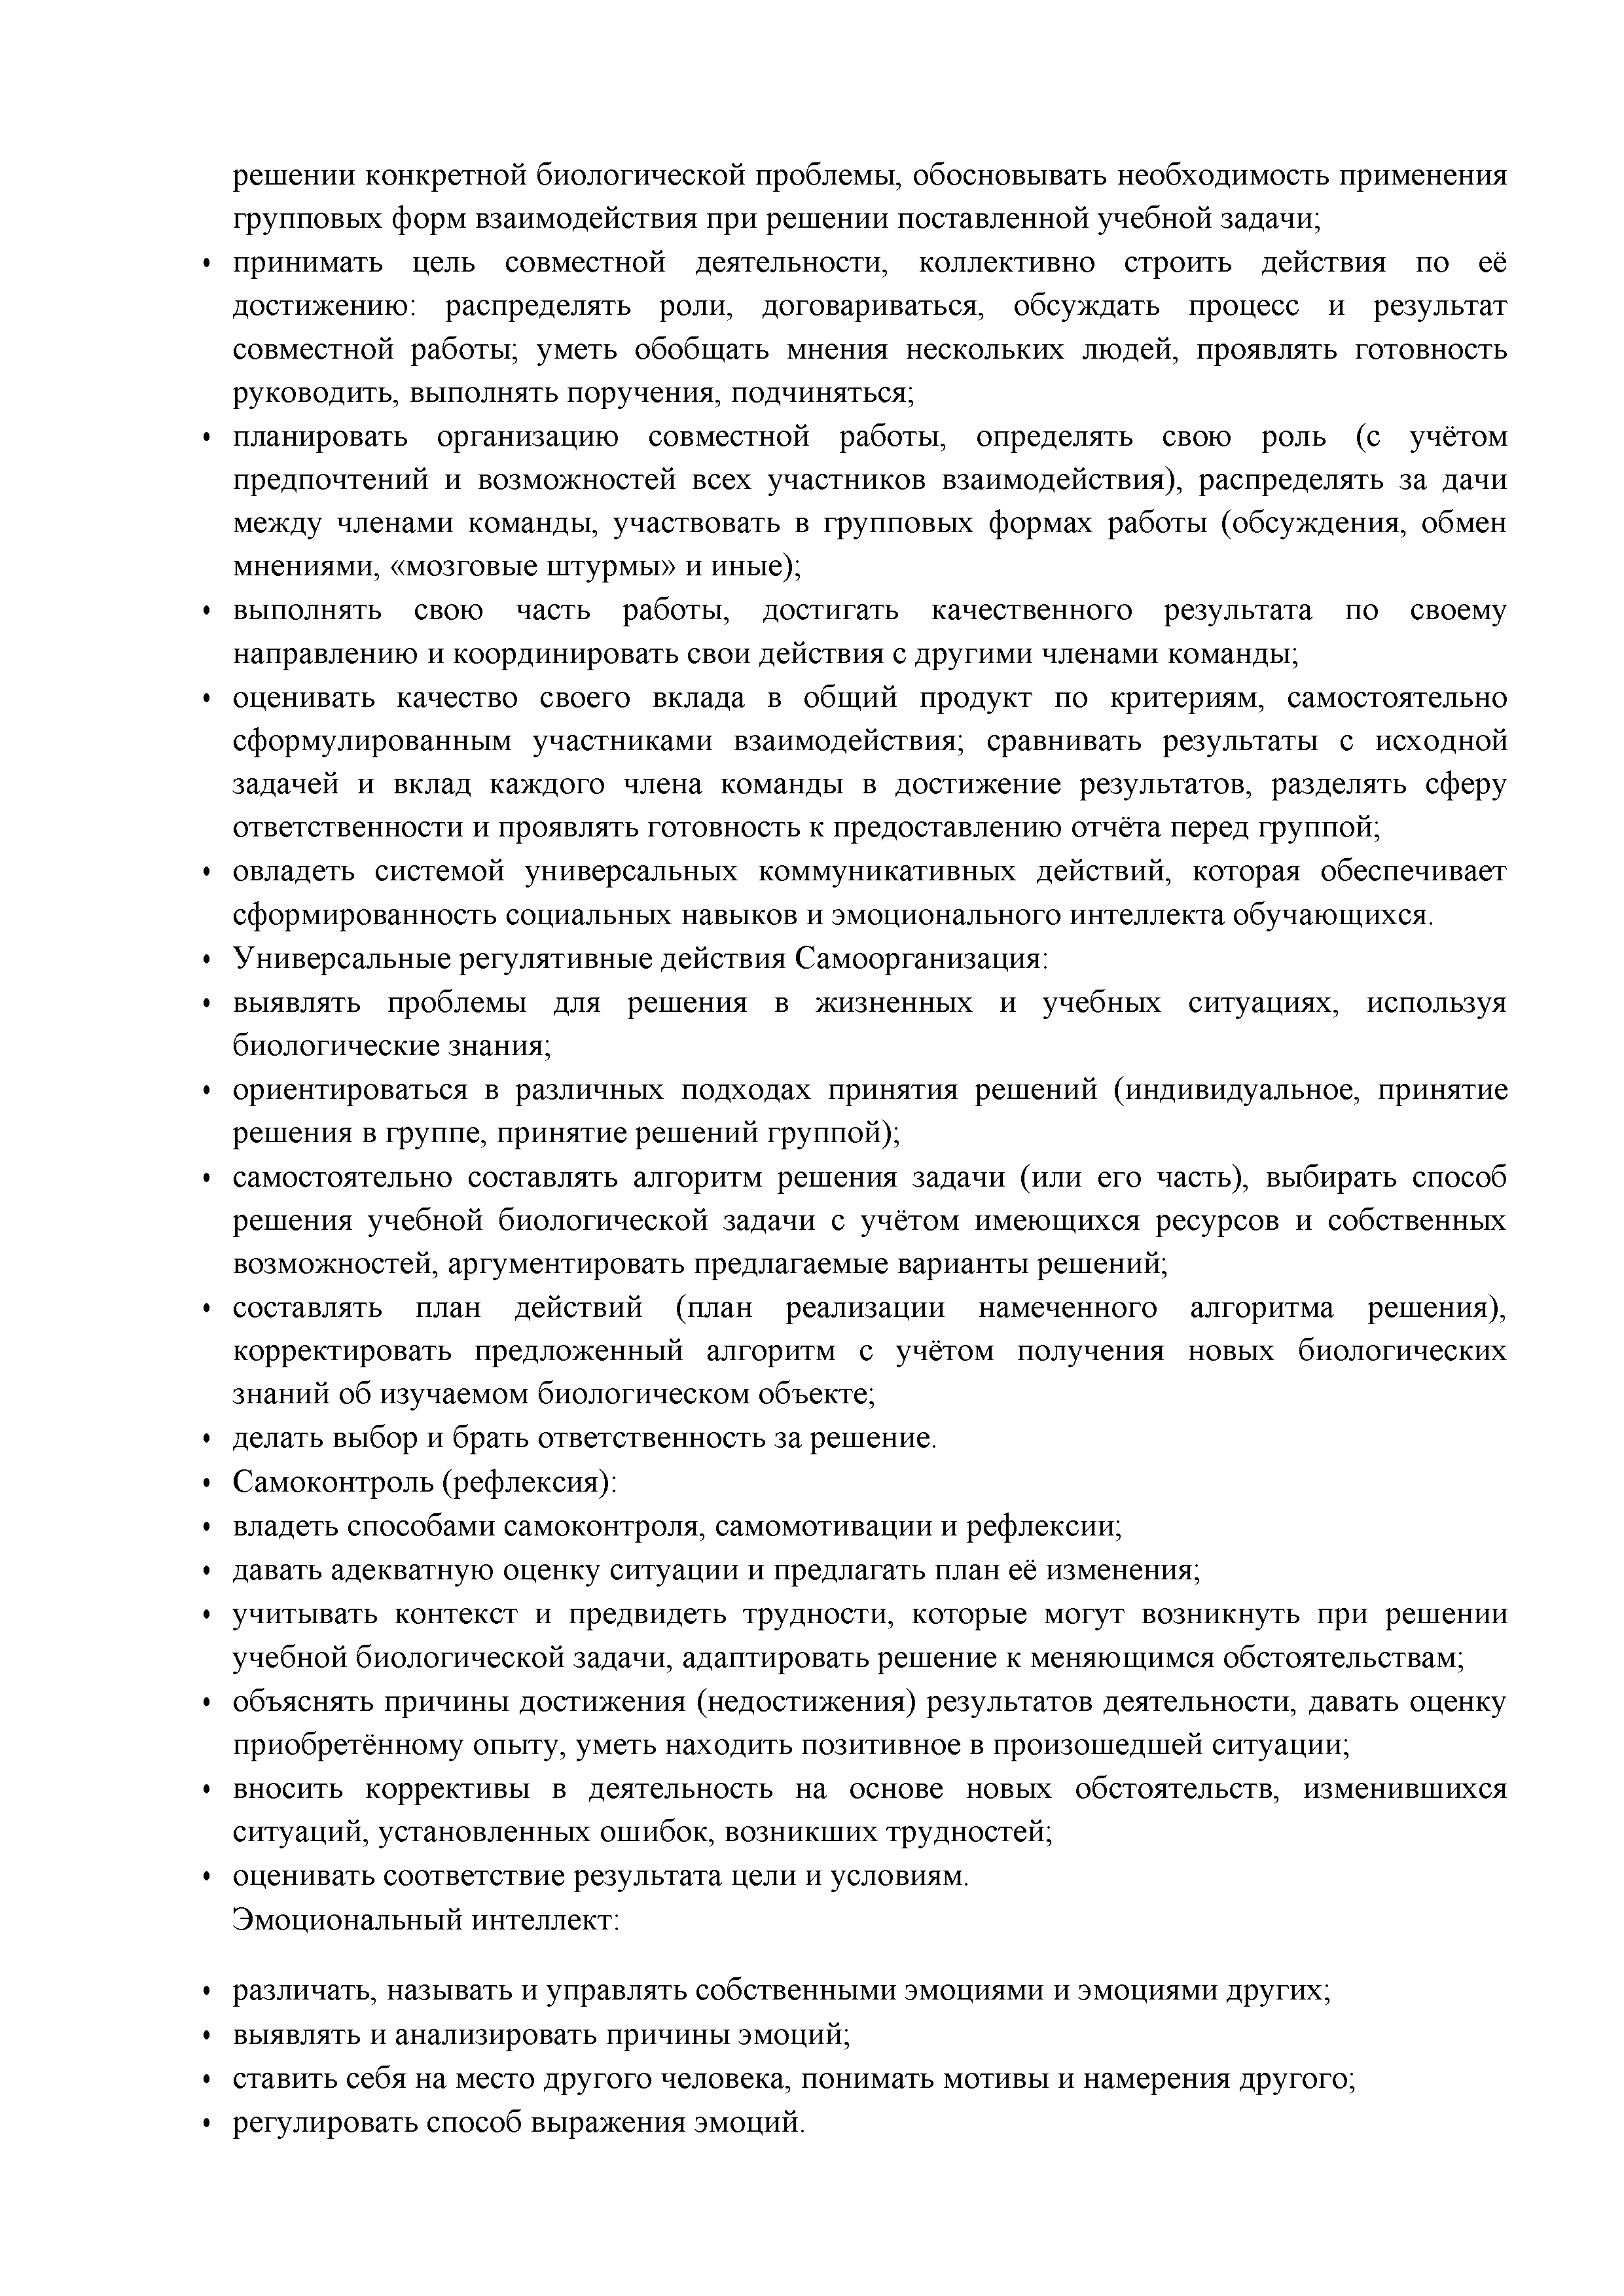 решении конкретной биологической проблемы, обосновывать необходимость применения
групповых форм взаимодействия при решении поставленной учебной задачи;
• принимать цель совместной деятельности, коллективно строить действия по её
достижению: распределять роли, договариваться, обсуждать процесс и результат
совместной работы; уметь обобщать мнения нескольких людей, проявлять готовность
руководить, выполнять поручения, подчиняться;
• планировать организацию совместной работы, определять свою роль (с учётом
предпочтений и возможностей всех участников взаимодействия), распределять за дачи
между членами команды, участвовать в групповых формах работы (обсуждения, обмен
мнениями, «мозговые штурмы» и иные);
• выполнять свою часть работы, достигать качественного результата по своему
направлению и координировать свои действия с другими членами команды;
• оценивать качество своего вклада в общий продукт по критериям, самостоятельно
сформулированным участниками взаимодействия; сравнивать результаты с исходной
задачей и вклад каждого члена команды в достижение результатов, разделять сферу
ответственности и проявлять готовность к предоставлению отчёта перед группой;
• овладеть системой универсальных коммуникативных действий, которая обеспечивает
сформированность социальных навыков и эмоционального интеллекта обучающихся.
• Универсальные регулятивные действия Самоорганизация:
• выявлять проблемы для решения в жизненных и учебных ситуациях, используя
биологические знания;
• ориентироваться в различных подходах принятия решений (индивидуальное, принятие
решения в группе, принятие решений группой);
• самостоятельно составлять алгоритм решения задачи (или его часть), выбирать способ
решения учебной биологической задачи с учётом имеющихся ресурсов и собственных
возможностей, аргументировать предлагаемые варианты решений;
• составлять план действий (план реализации намеченного алгоритма решения),
корректировать предложенный алгоритм с учётом получения новых биологических
знаний об изучаемом биологическом объекте;
• делать выбор и брать ответственность за решение.
• Самоконтроль (рефлексия):
• владеть способами самоконтроля, самомотивации и рефлексии;
• давать адекватную оценку ситуации и предлагать план её изменения;
• учитывать контекст и предвидеть трудности, которые могут возникнуть при решении
учебной биологической задачи, адаптировать решение к меняющимся обстоятельствам;
• объяснять причины достижения (недостижения) результатов деятельности, давать оценку
приобретённому опыту, уметь находить позитивное в произошедшей ситуации;
• вносить коррективы в деятельность на основе новых обстоятельств, изменившихся
ситуаций, установленных ошибок, возникших трудностей;
• оценивать соответствие результата цели и условиям.
Эмоциональный интеллект:
• различать, называть и управлять собственными эмоциями и эмоциями других;
• выявлять и анализировать причины эмоций;
• ставить себя на место другого человека, понимать мотивы и намерения другого;
• регулировать способ выражения эмоций.